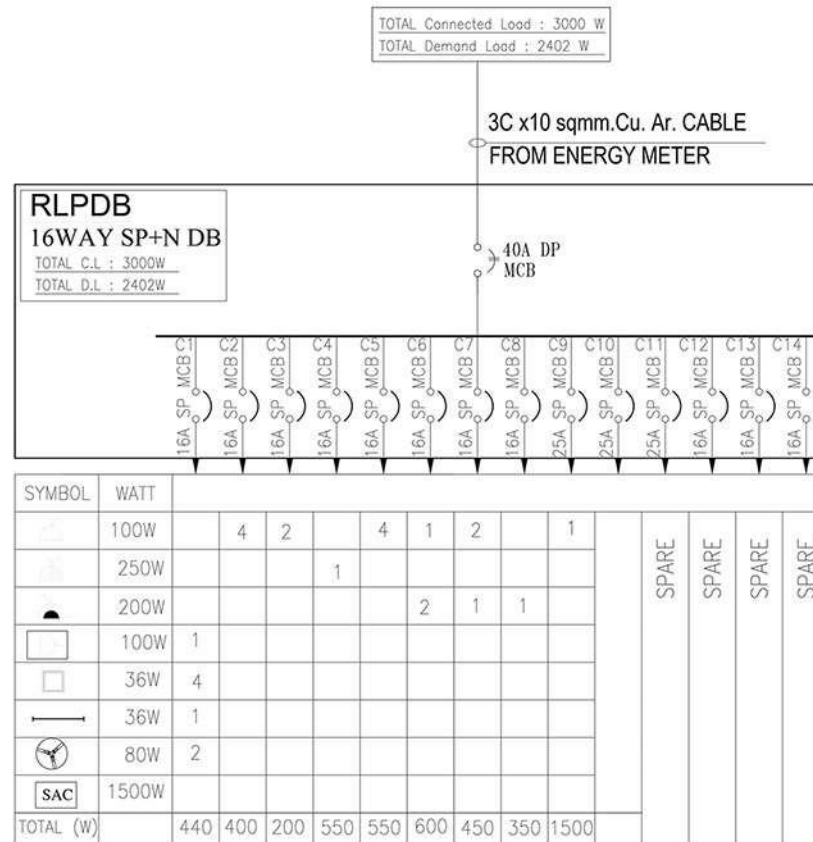 TOTAL Connected Load : 3000 W
TOTAL Demand Load : 2402 W
3C x10 sqmm.Cu. Ar. CABLE
FROM ENERGY METER
RLPDB
16WAY SP+N DB
TOTAL C.L : 3000W
TOTAL D.L : 2402W
40A DP
MCB
C1 C2 C3 C4 C5 C6 C7 C8 C9 C10 C11 C12 C13 C14
16A SP MCB
16A SP MCB
16A SP MCB
16A SP MCB
16A SP MCB
16A SP MCB
16A SP MCB
16A SP MCB
25A SP MCB
25A SP MCB
25A SP MCB
16A SP MCB
16A SP MCB
16A SP MCB
SYMBOL WATT
100W 4 2 4 1 2 1
250W 1
200W 2 1 1
100W 1
36W 4
36W 1
80W 2
SAC 1500W
TOTAL (W) 440 400 200 550 550 600 450 350 1500
SPARE
SPARE
SPARE
SPARE